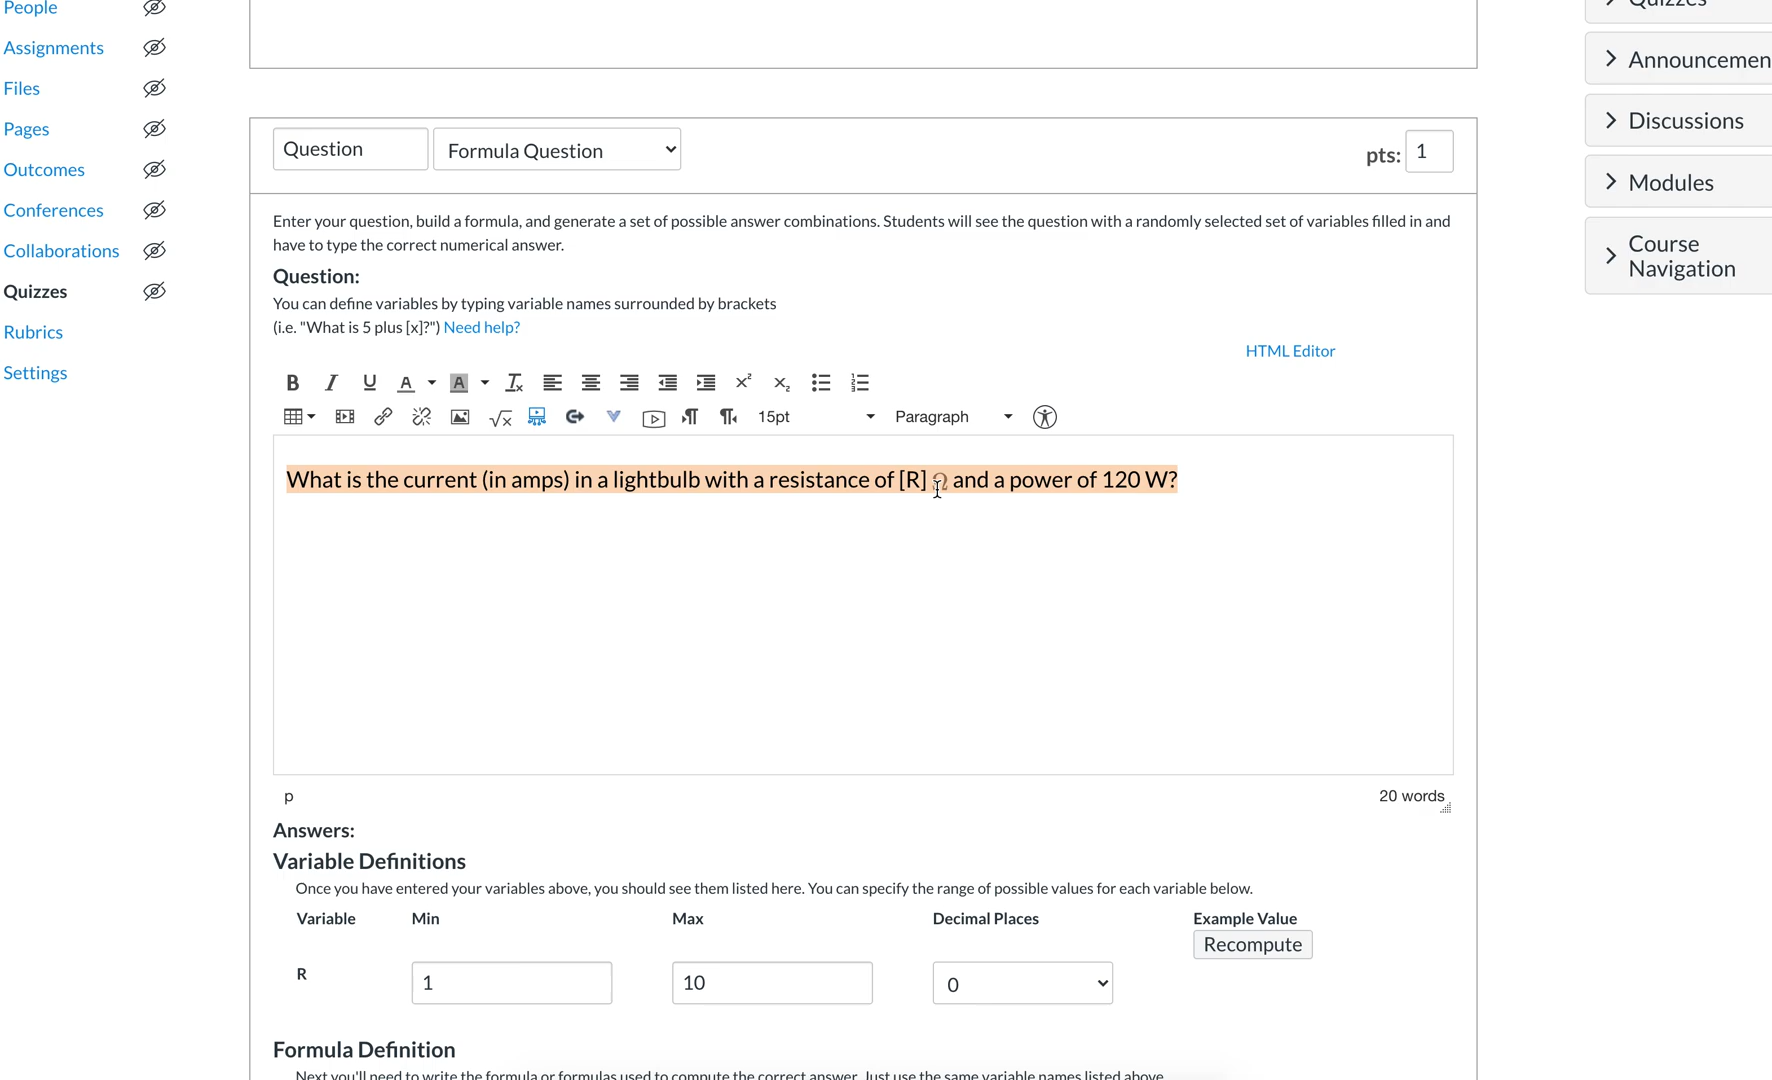 People
Assignments
Files
Pages
Outcomes
Conferences
Collaborations
Quizzes
Rubrics
Settings
Question
Formula Question
pts:
1
Enter your question, build a formula, and generate a set of possible answer combinations. Students will see the question with a randomly selected set of variables filled in and
have to type the correct numerical answer.
Question:
You can define variables by typing variable names surrounded by brackets
(i.e. "What is 5 plus [x]?") Need help?
HTML Editor
B I U A A
15pt
Paragraph
What is the current (in amps) in a lightbulb with a resistance of [R] Ω and a power of 120 W?
p
20 words
Answers:
Variable Definitions
Once you have entered your variables above, you should see them listed here. You can specify the range of possible values for each variable below.
Variable Min Max Decimal Places Example Value
Recompute
R 1 10 0
Formula Definition
Next you'll need to write the formula or formulas used to compute the correct answer. Just use the same variable names listed above.
Quizzes
Announcemen
Discussions
Modules
Course
Navigation